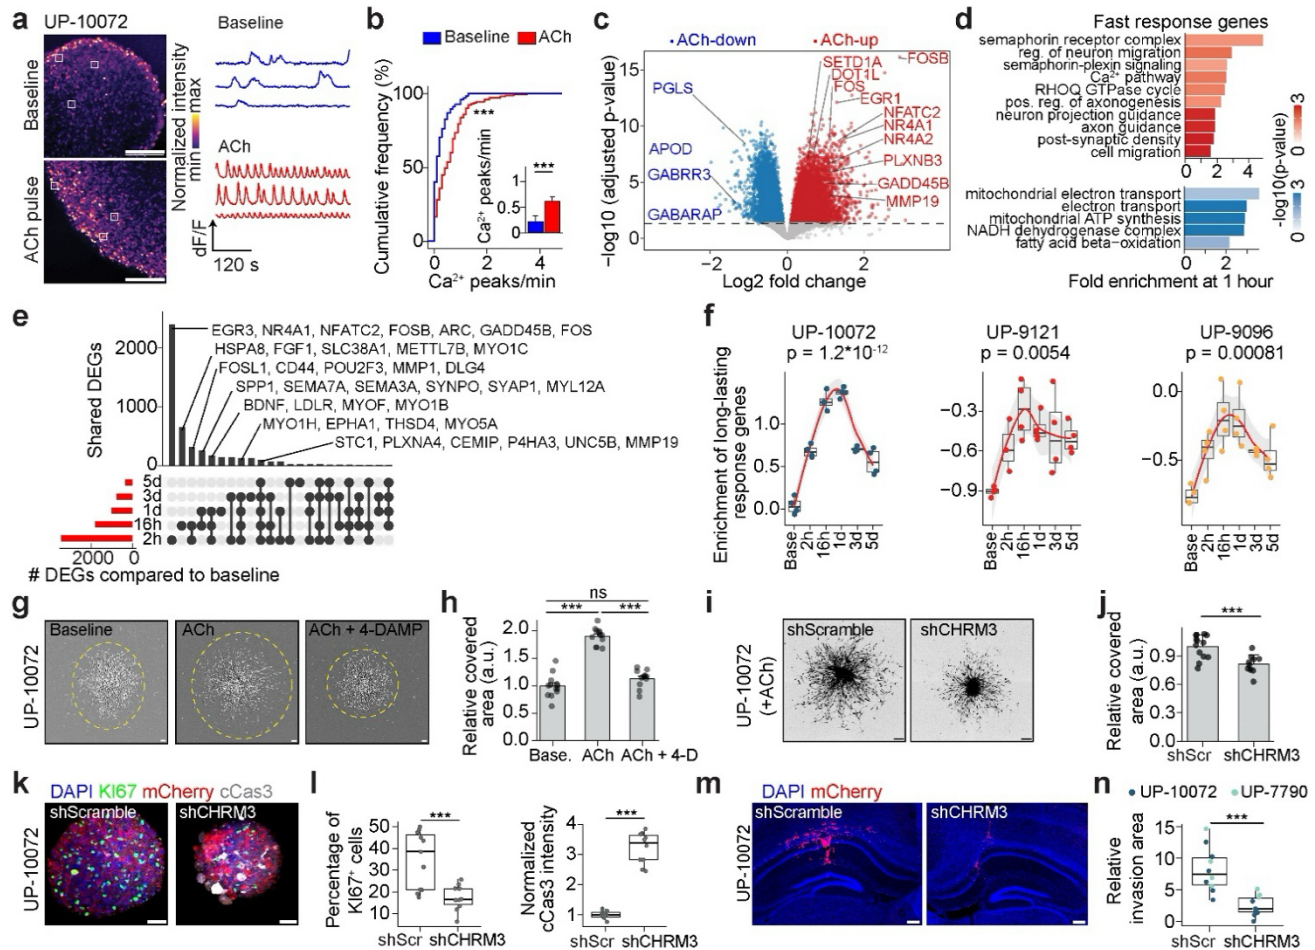 a
UP-10072
Baseline
ACh pulse
Normalized intensity
min
max
Baseline
ACh
dF/F
120 s
b
Baseline
ACh
Cumulative frequency (%)
100
50
0
***
Ca²⁺ peaks/min
***
1
0.5
0
0
2
4
Ca²⁺ peaks/min
c
ACh-down
ACh-up
−log10 (adjusted p-value)
15
10
5
0
PGLS
APOD
GABRR3
GABARAP
SETD1A
DOT1L
FOS
EGR1
FOSB
NFATC2
NR4A1
NR4A2
PLXNB3
GADD45B
MMP19
−2
0
2
Log2 fold change
d
Fast response genes
semaphorin receptor complex
reg. of neuron migration
semaphorin-plexin signaling
Ca²⁺ pathway
RHOQ GTPase cycle
pos. reg. of axonogenesis
neuron projection guidance
axon guidance
post-synaptic density
cell migration
0
2
4
mitochondrial electron transport
electron transport
mitochondrial ATP synthesis
NADH dehydrogenase complex
fatty acid beta-oxidation
0
2
Fold enrichment at 1 hour
-log10(p-value)
0
3
0
3
e
Shared DEGs
2000
1000
0
EGR3, NR4A1, NFATC2, FOSB, ARC, GADD45B, FOS
HSPA8, FGF1, SLC38A1, METTL7B, MYO1C
FOSL1, CD44, POU2F3, MMP1, DLG4
SPP1, SEMA7A, SEMA3A, SYNPO, SYAP1, MYL12A
BDNF, LDLR, MYOF, MYO1B
MYO1H, EPHA1, THSD4, MYO5A
STC1, PLXNA4, CEMIP, P4HA3, UNC5B, MMP19
5d
3d
1d
16h
2h
2000
0
# DEGs compared to baseline
f
Enrichment of long-lasting
response genes
UP-10072
p = 1.2*10⁻¹²
1.0
0.5
0.0
Base
2h
16h
1d
3d
5d
UP-9121
p = 0.0054
−0.3
−0.6
−0.9
Base
2h
16h
1d
3d
5d
UP-9096
p = 0.00081
0.0
−0.5
Base
2h
16h
1d
3d
5d
g
UP-10072
Baseline
ACh
ACh + 4-DAMP
h
Relative covered
area (a.u.)
ns
***
***
2.0
1.5
1.0
0.5
0.0
Base.
ACh
ACh + 4-D
i
UP-10072
(+ACh)
shScramble
shCHRM3
j
Relative covered
area (a.u.)
***
0.9
0.6
0.3
0.0
shScr
shCHRM3
k
DAPI KI67 mCherry cCas3
UP-10072
shScramble
shCHRM3
l
Percentage of
KI67⁺ cells
***
50
40
30
20
10
shScr
shCHRM3
Normalized
cCas3 intensity
***
4
3
2
1
shScr
shCHRM3
m
DAPI mCherry
UP-10072
shScramble
shCHRM3
n
UP-10072
UP-7790
Relative
invasion area
***
15
10
5
0
shScr
shCHRM3